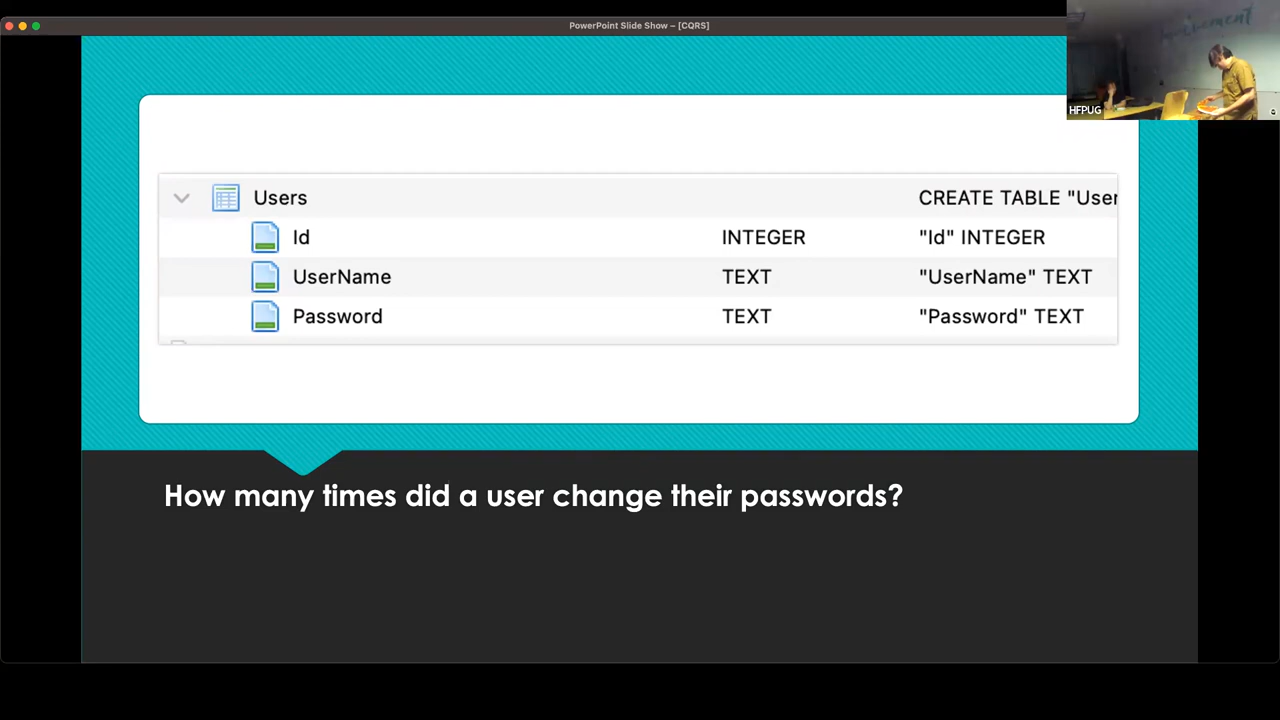 PowerPoint Slide Show – [CQRS]
HFPUG
Users CREATE TABLE "User
Id INTEGER "Id" INTEGER
UserName TEXT "UserName" TEXT
Password TEXT "Password" TEXT
How many times did a user change their passwords?